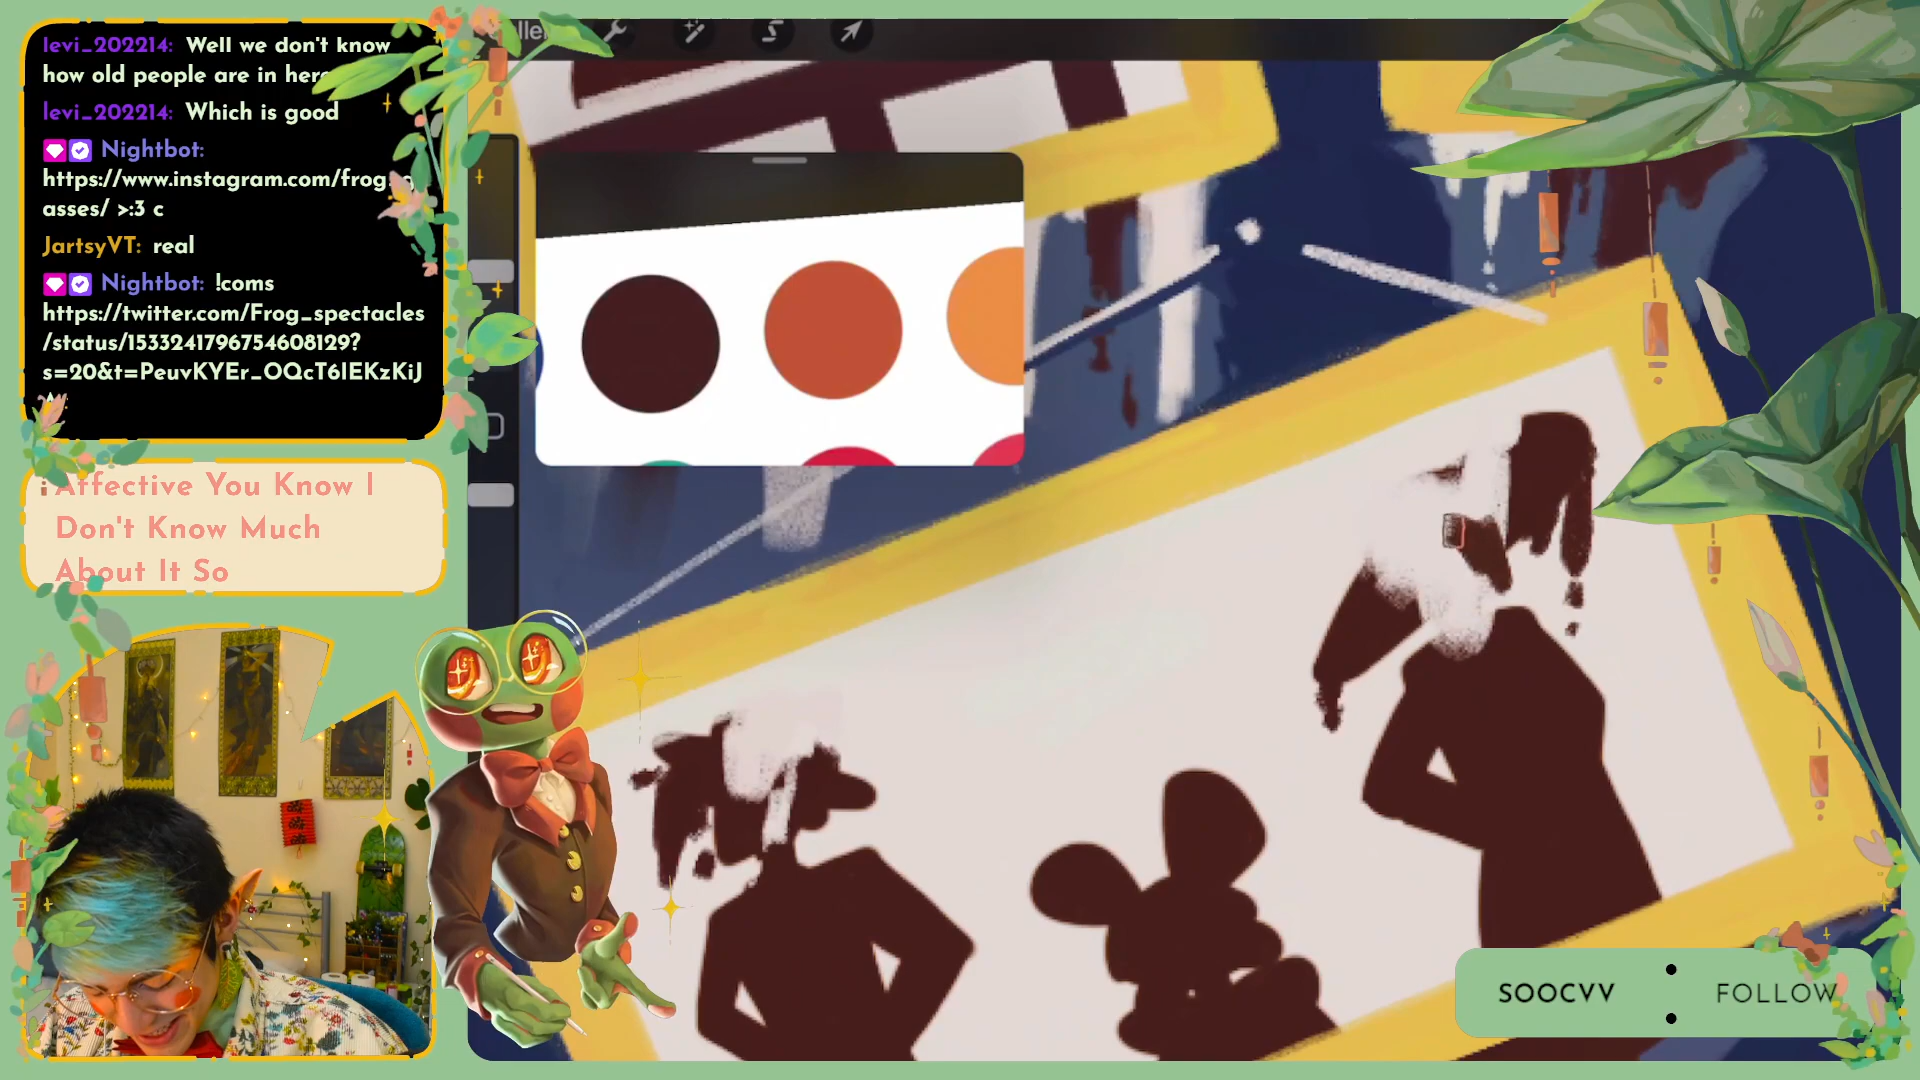 levi_202214: Well we don't know
how old people are in here
levi_202214: Which is good
Nightbot:
https://www.instagram.com/frog
asses/ >:3 c
JartsyVT: real
Nightbot: !coms
https://twitter.com/Frog_spectacles
/status/1533241796754608129?
s=20&t=PeuvKYEr_OQcT6IEKzKiJ
Affective You Know I
Don't Know Much
About It So
SOOCVV
FOLLOW